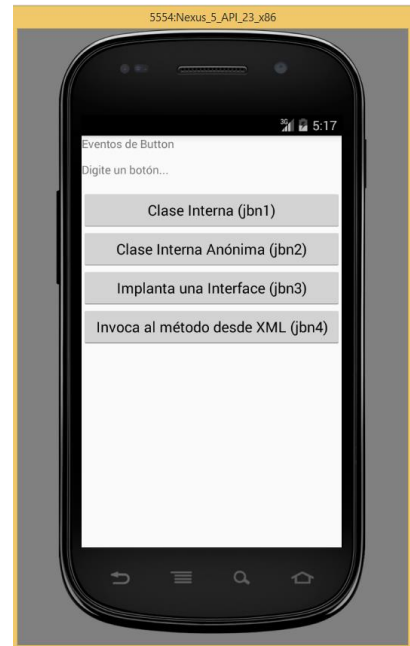 5554:Nexus_5_API_23_x86
3G 5:17
Eventos de Button
Digite un botón...
Clase Interna (jbn1)
Clase Interna Anónima (jbn2)
Implanta una Interface (jbn3)
Invoca al método desde XML (jbn4)